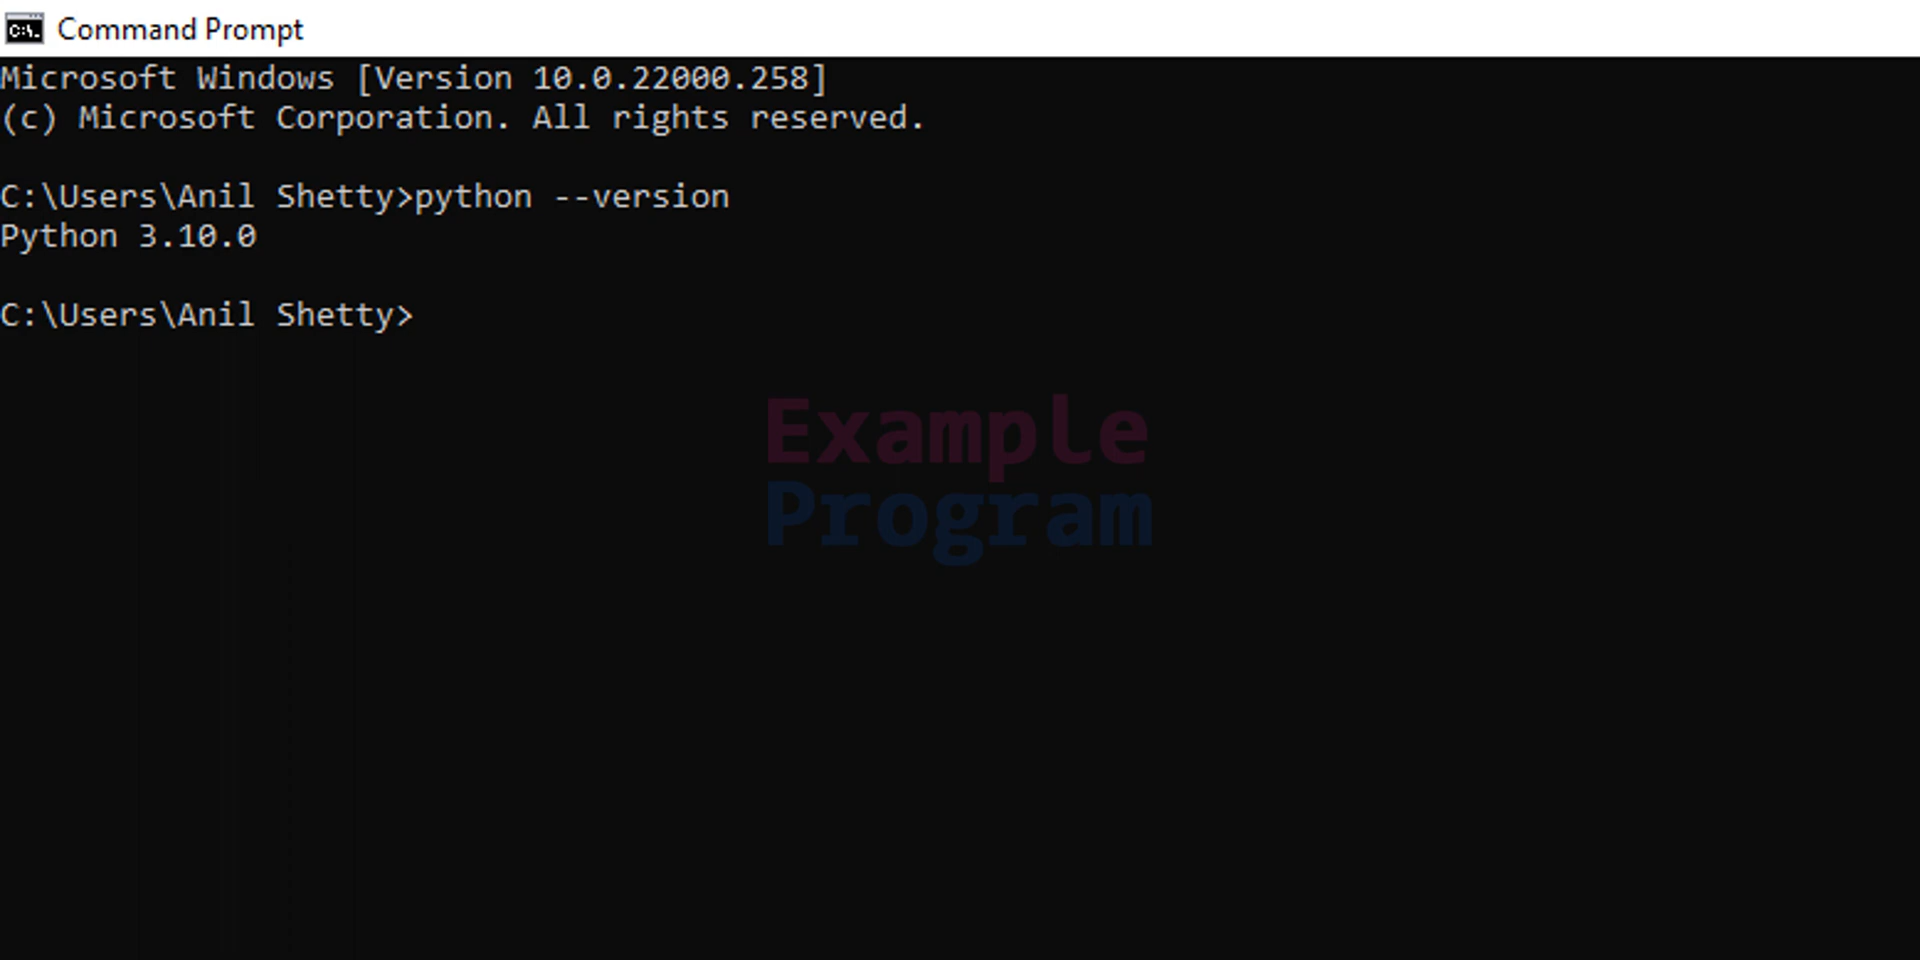 Command Prompt
Microsoft Windows [Version 10.0.22000.258]
(c) Microsoft Corporation. All rights reserved.
C:\Users\Anil Shetty>python --version
Python 3.10.0
C:\Users\Anil Shetty>
Example
Program